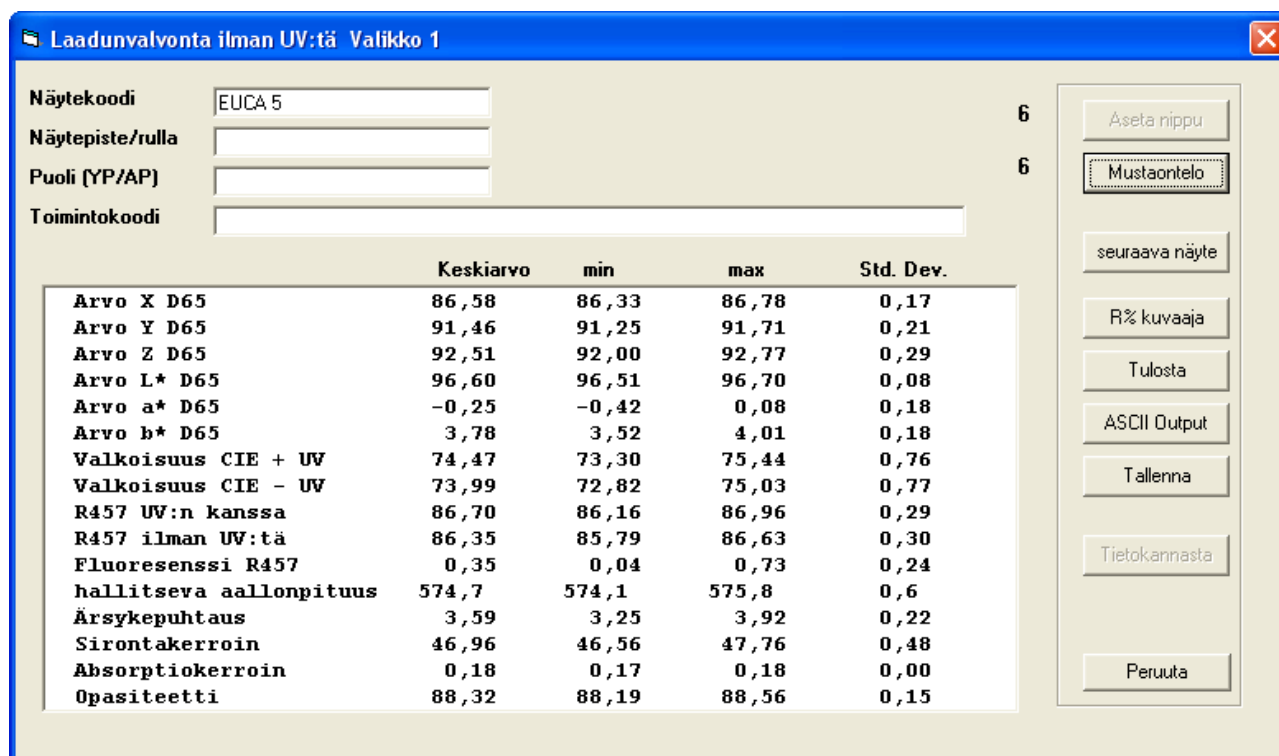 Laadunvalvonta ilman UV:tä Valikko 1
Näytekoodi EUCA 5 6 Aseta nippu
Näytepiste/rulla
Puoli (YP/AP) 6 Mustaontelo
Toimintokoodi
seuraava näyte
Keskiarvo min max Std. Dev.
Arvo X D65 86,58 86,33 86,78 0,17
Arvo Y D65 91,46 91,25 91,71 0,21
R% kuvaaja
Arvo Z D65 92,51 92,00 92,77 0,29
Arvo L* D65 96,60 96,51 96,70 0,08
Tulosta
Arvo a* D65 -0,25 -0,42 0,08 0,18
Arvo b* D65 3,78 3,52 4,01 0,18
ASCII Output
Valkoisuus CIE + UV 74,47 73,30 75,44 0,76
Valkoisuus CIE - UV 73,99 72,82 75,03 0,77
Tallenna
R457 UV:n kanssa 86,70 86,16 86,96 0,29
R457 ilman UV:tä 86,35 85,79 86,63 0,30
Fluoresenssi R457 0,35 0,04 0,73 0,24
Tietokannasta
hallitseva aallonpituus 574,7 574,1 575,8 0,6
Ärsykepuhtaus 3,59 3,25 3,92 0,22
Sirontakerroin 46,96 46,56 47,76 0,48
Absorptiokerroin 0,18 0,17 0,18 0,00
Peruuta
Opasiteetti 88,32 88,19 88,56 0,15